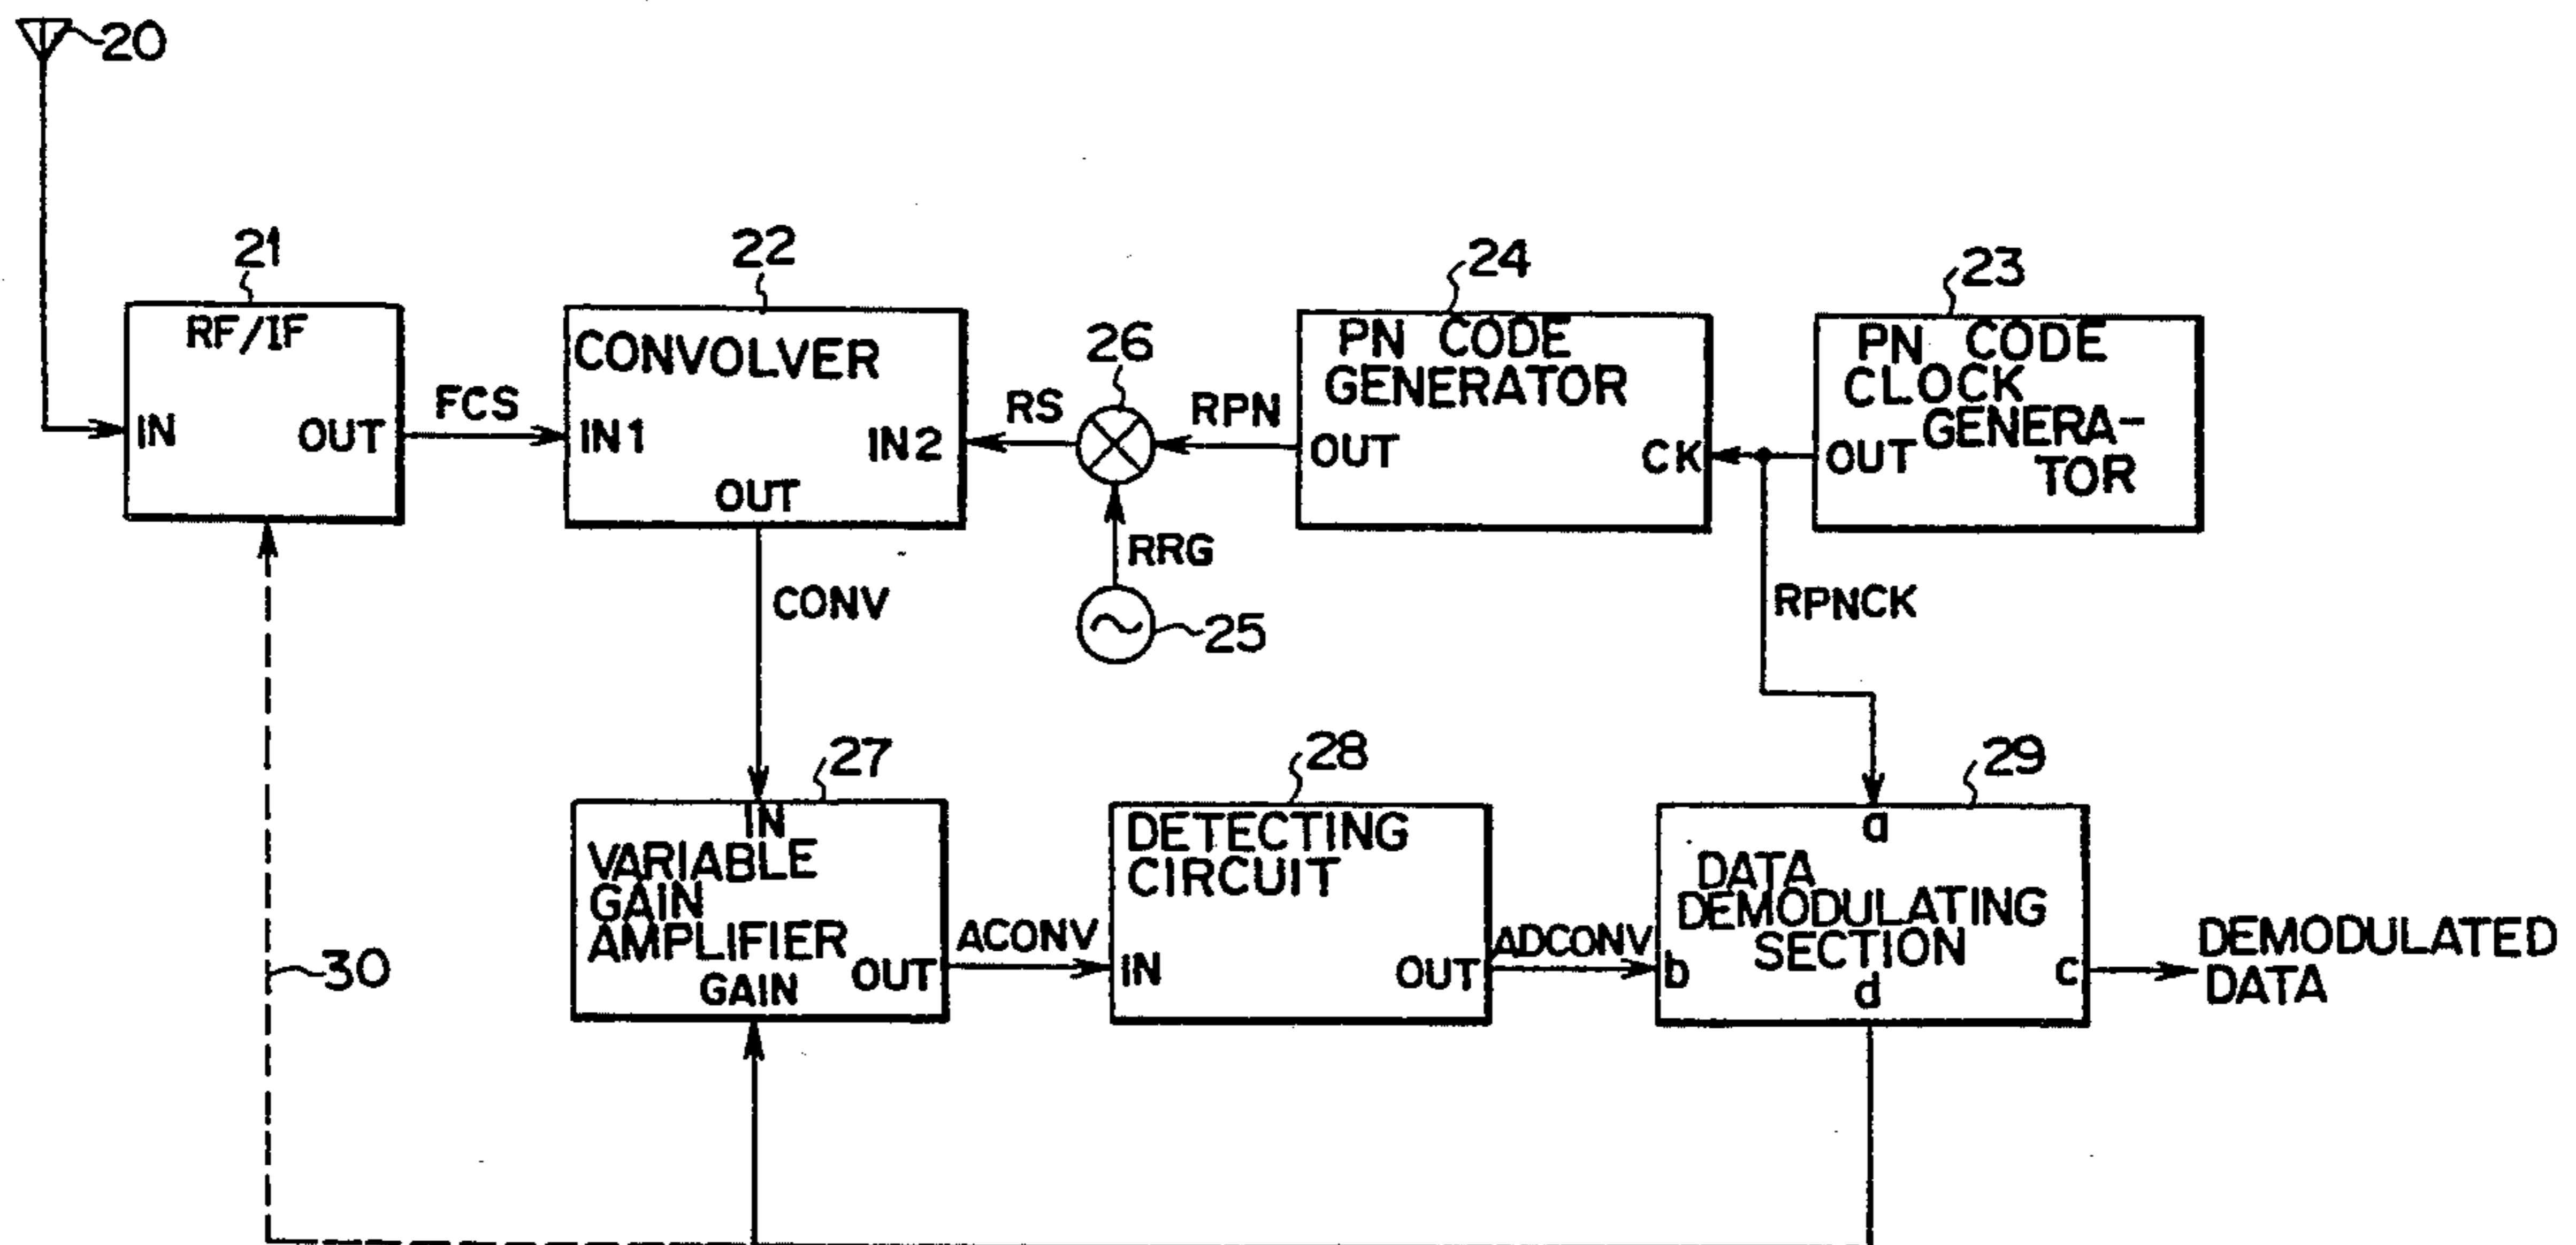 20
21
22
24
23
RF/IF
IN
OUT
FCS
CONVOLVER
IN1
IN2
OUT
RS
26
RPN
PN CODE
GENERATOR
OUT
CK
PN CODE
CLOCK
GENERA-
TOR
OUT
RRG
25
CONV
RPNCK
27
28
29
IN
VARIABLE
GAIN
AMPLIFIER
OUT
GAIN
ACONV
DETECTING
CIRCUIT
IN
OUT
ADCONV
a
DATA
DEMODULATING
SECTION
b
c
d
DEMODULATED
DATA
30